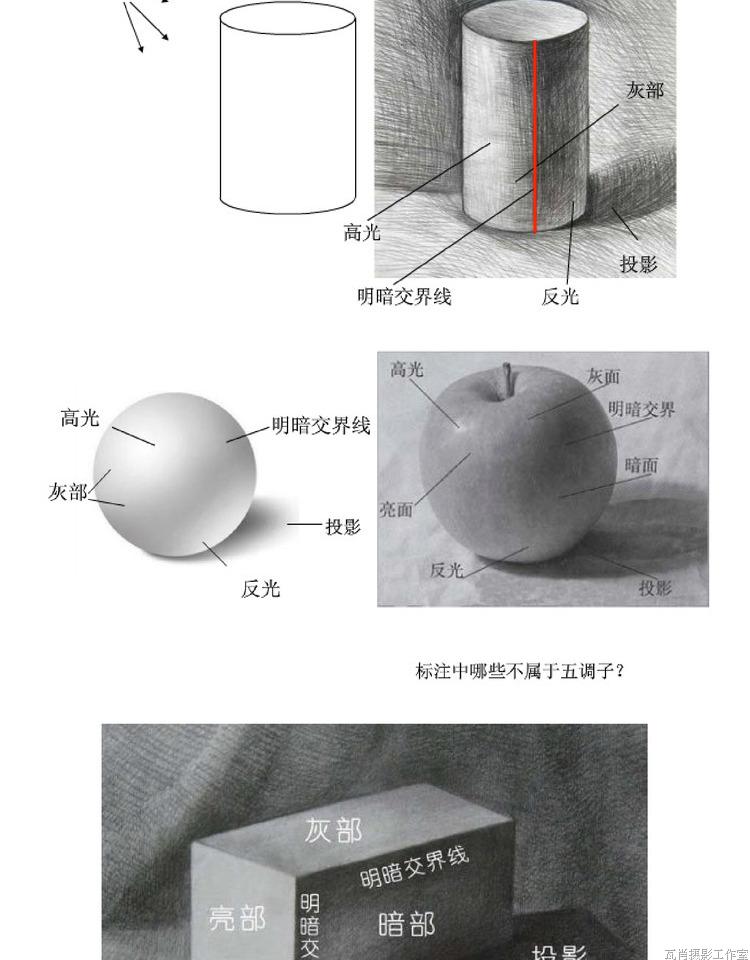 灰部
高光
投影
明暗交界线
反光
高光
灰面
明暗交界
高光
明暗交界线
暗面
灰部
亮面
投影
反光
反光
投影
标注中哪些不属于五调子？
灰部
明暗交界线
亮部
明暗交
暗部
投影
瓦肖摄影工作室